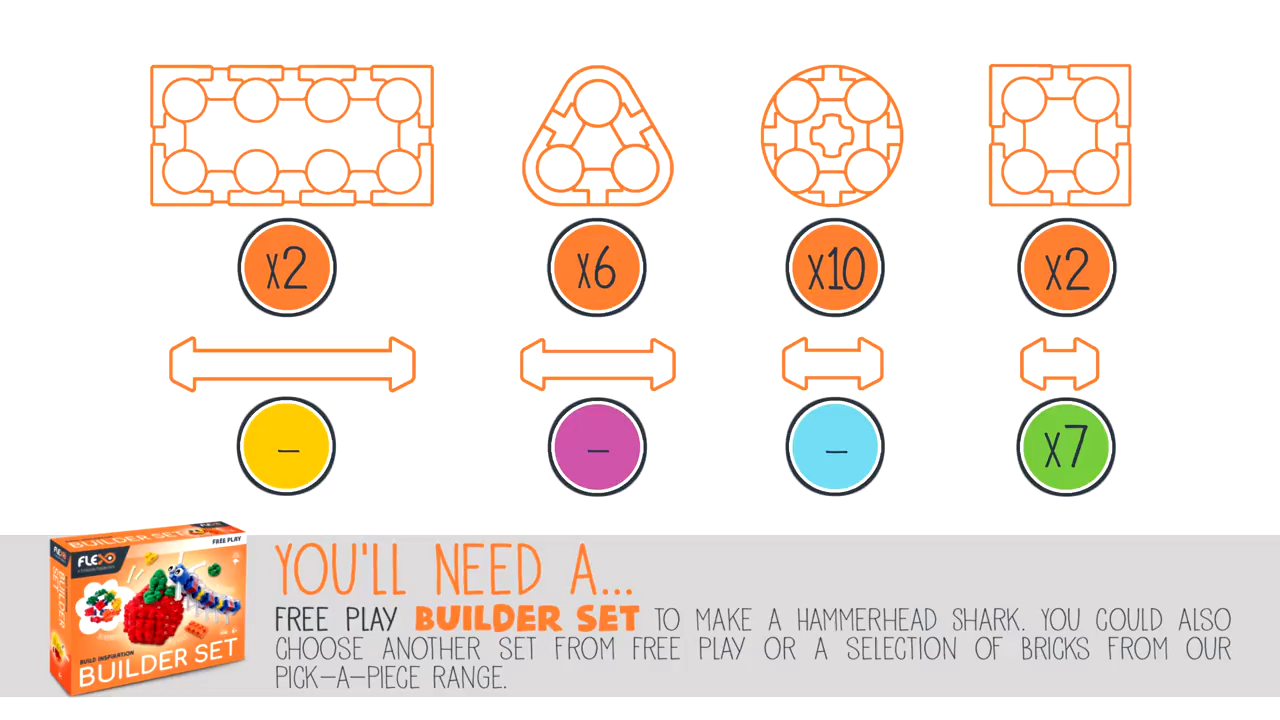 x2
x6
x10
x2
–
–
–
x7
BUILDER SET
FREE PLAY
FLEXO
BUILDER SET
BUILD INSPIRATION
BUILDER SET
YOU'LL NEED A...
FREE PLAY BUILDER SET TO MAKE A HAMMERHEAD SHARK. YOU COULD ALSO
CHOOSE ANOTHER SET FROM FREE PLAY OR A SELECTION OF BRICKS FROM OUR
PICK–A–PIECE RANGE.